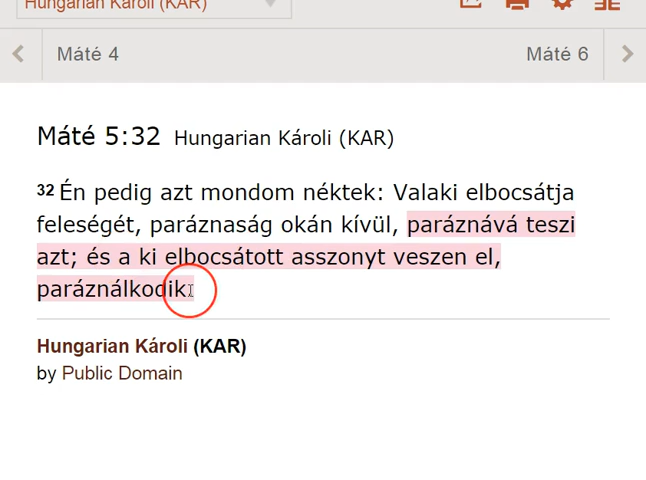 Hungarian Károli (KAR)
Máté 4
Máté 6
Máté 5:32 Hungarian Károli (KAR)
32 Én pedig azt mondom néktek: Valaki elbocsátja
feleségét, paráznaság okán kívül, paráznává teszi
azt; és a ki elbocsátott asszonyt veszen el,
paráználkodik.
Hungarian Károli (KAR)
by Public Domain